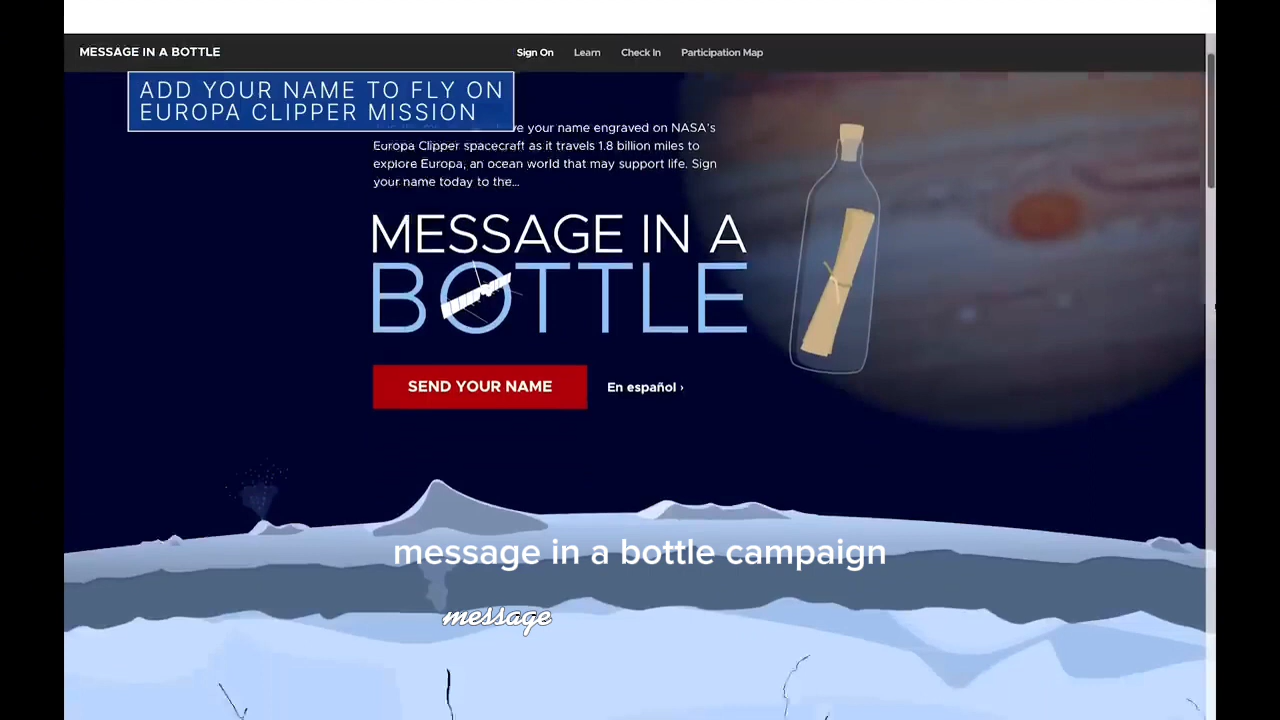 MESSAGE IN A BOTTLE
Sign On Learn Check In Participation Map
ADD YOUR NAME TO FLY ON
EUROPA CLIPPER MISSION
your name engraved on NASA's
Europa Clipper spacecraft as it travels 1.8 billion miles to
explore Europa, an ocean world that may support life. Sign
your name today to the...
MESSAGE IN A
BOTTLE
SEND YOUR NAME
En español ›
message in a bottle campaign
message